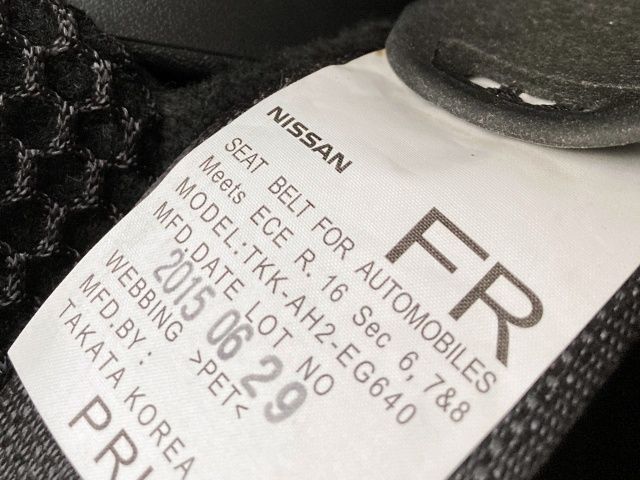 NISSAN
FR
SEAT BELT FOR AUTOMOBILES
Meets ECE R. 16 Sec 6, 7&8
MODEL:TKK-AH2-EG640
MFD.DATE LOT NO
2015 06 29
WEBBING >PET<
MFD.BY:
TAKATA KOREA